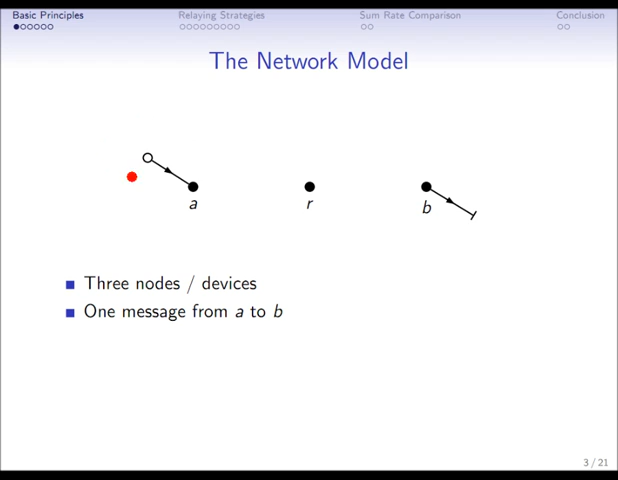 Basic Principles Relaying Strategies Sum Rate Comparison Conclusion
The Network Model
a r b
Three nodes / devices
One message from a to b
3 / 21